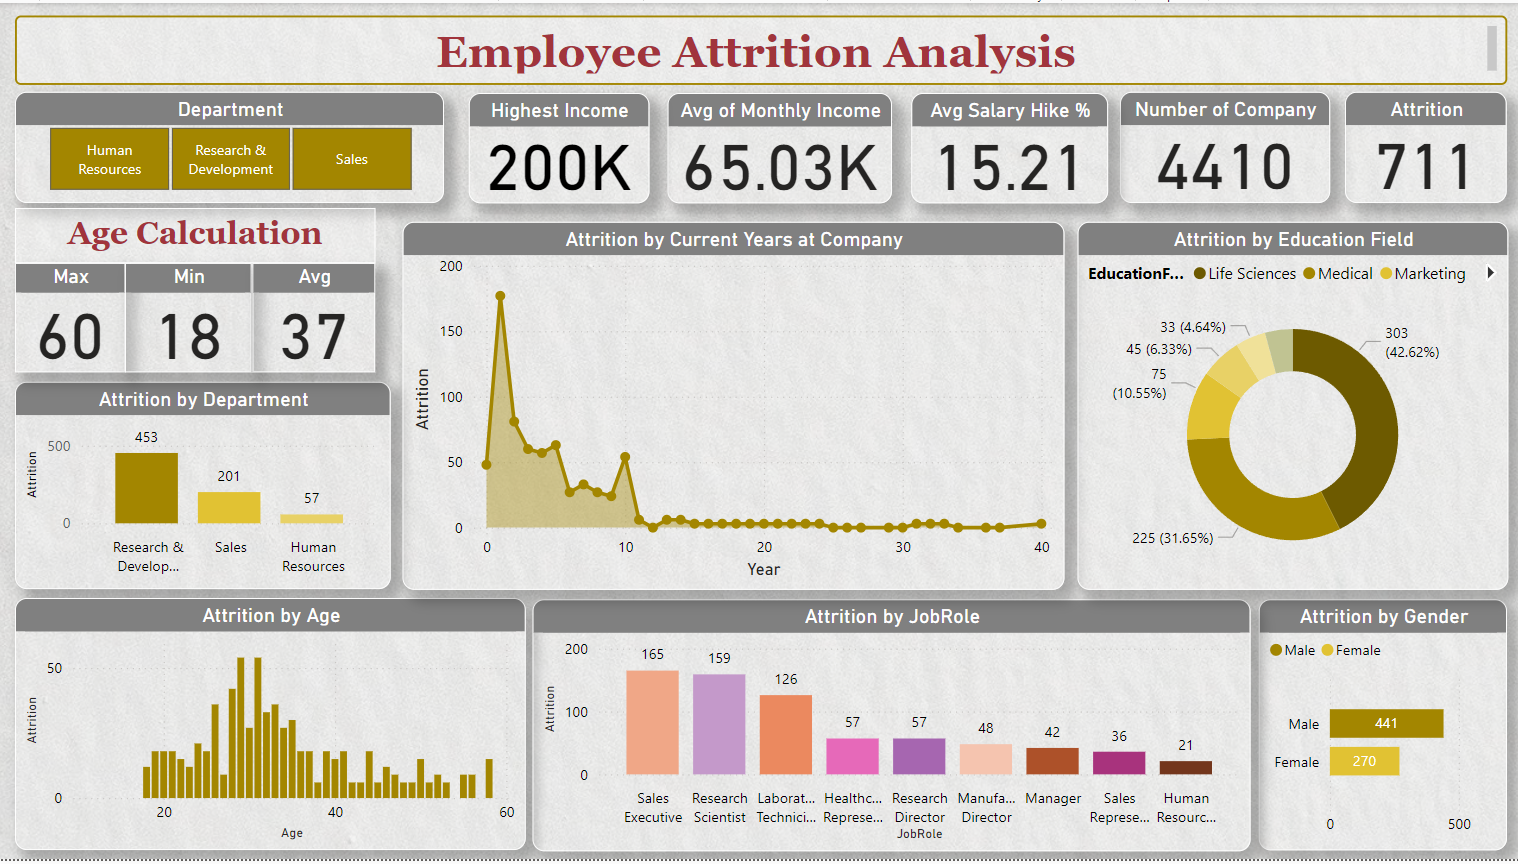 Employee Attrition Analysis
Department
Human
Resources
Research &
Development
Sales
Highest Income
200K
Avg of Monthly Income
65.03K
Avg Salary Hike %
15.21
Number of Company
4410
Attrition
711
Age Calculation
Max
Min
Avg
60
18
37
Attrition by Department
Attrition
500
0
453
201
57
Research &
Develop...
Sales
Human
Resources
Attrition by Current Years at Company
Attrition
200
150
100
50
0
0
10
20
30
40
Year
Attrition by Education Field
EducationF... Life Sciences Medical Marketing
33 (4.64%)
45 (6.33%)
75
(10.55%)
303
(42.62%)
225 (31.65%)
Attrition by Age
Attrition
50
0
20
40
60
Age
Attrition by JobRole
Attrition
200
100
0
165
159
126
57
57
48
42
36
21
Sales
Executive
Research
Scientist
Laborat...
Technici...
Healthc...
Represe...
Research
Director
Manufa...
Director
Manager
Sales
Represe...
Human
Resourc...
JobRole
Attrition by Gender
Male Female
Male
441
Female
270
0
500